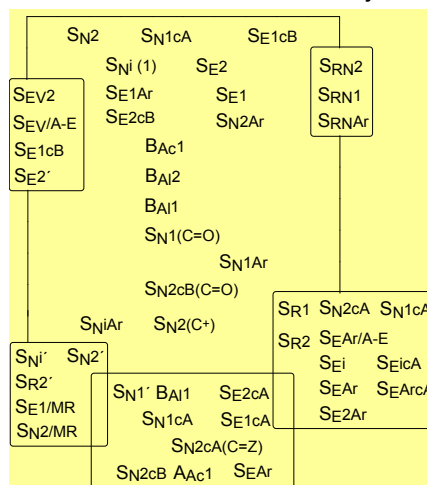 SN2 SN1cA SE1cB
SNi (1) SE2
SE1Ar SE1
SE2cB SN2Ar
BAc1
BAl2
BAl1
SN1(C=O)
SN1Ar
SN2cB(C=O)
SNiAr SN2(C+)
SEV2
SEV/A-E
SE1cB
SE2´
SRN2
SRN1
SRNAr
SNi´ SN2´
SR2´
SE1/MR
SN2/MR
SN1´ BAl1 SE2cA
SN1cA SE1cA
SN2cA(C=Z)
SN2cB AAc1 SEAr
SR1 SN2cA SN1cA
SR2 SEAr/A-E
SEi SEicA
SEAr SEArcA
SE2Ar